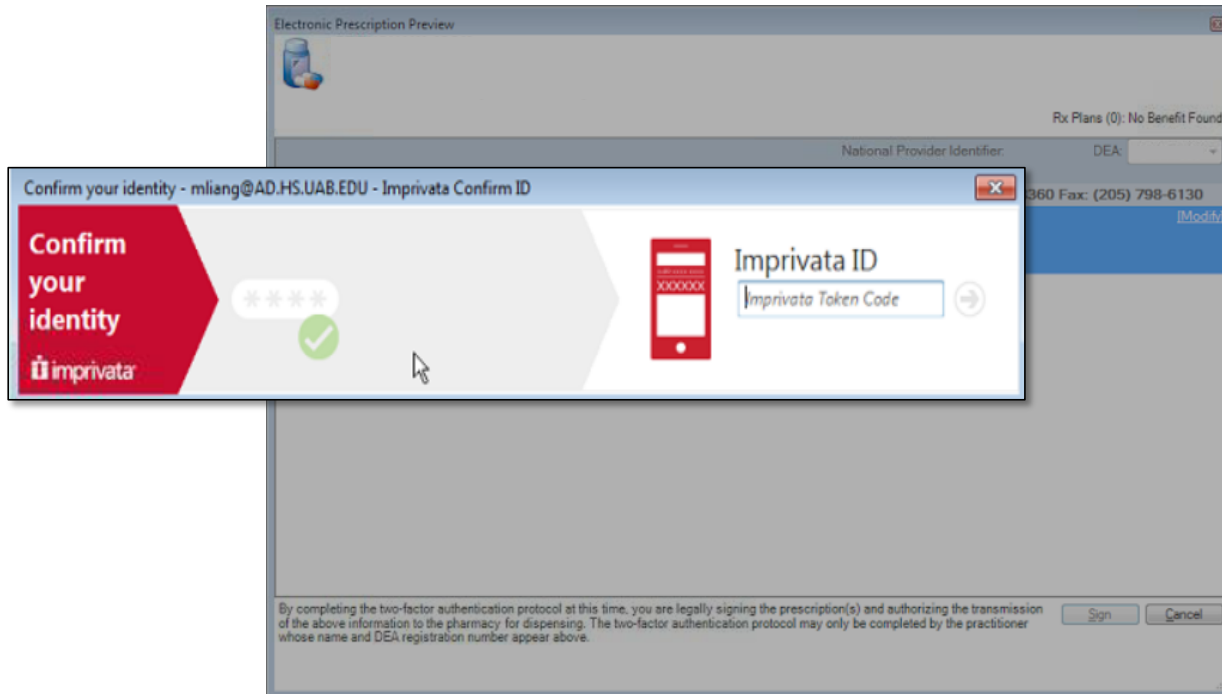 Electronic Prescription Preview
Rx Plans (0): No Benefit Found
National Provider Identifier: DEA:
Confirm your identity - mliang@AD.HS.UAB.EDU - Imprivata Confirm ID
360 Fax: (205) 798-6130
[Modify
Confirm
your
identity
imprivata
****
XXXXXX
Imprivata ID
Imprivata Token Code
By completing the two-factor authentication protocol at this time, you are legally signing the prescription(s) and authorizing the transmission
of the above information to the pharmacy for dispensing. The two-factor authentication protocol may only be completed by the practitioner
whose name and DEA registration number appear above.
Sign Cancel